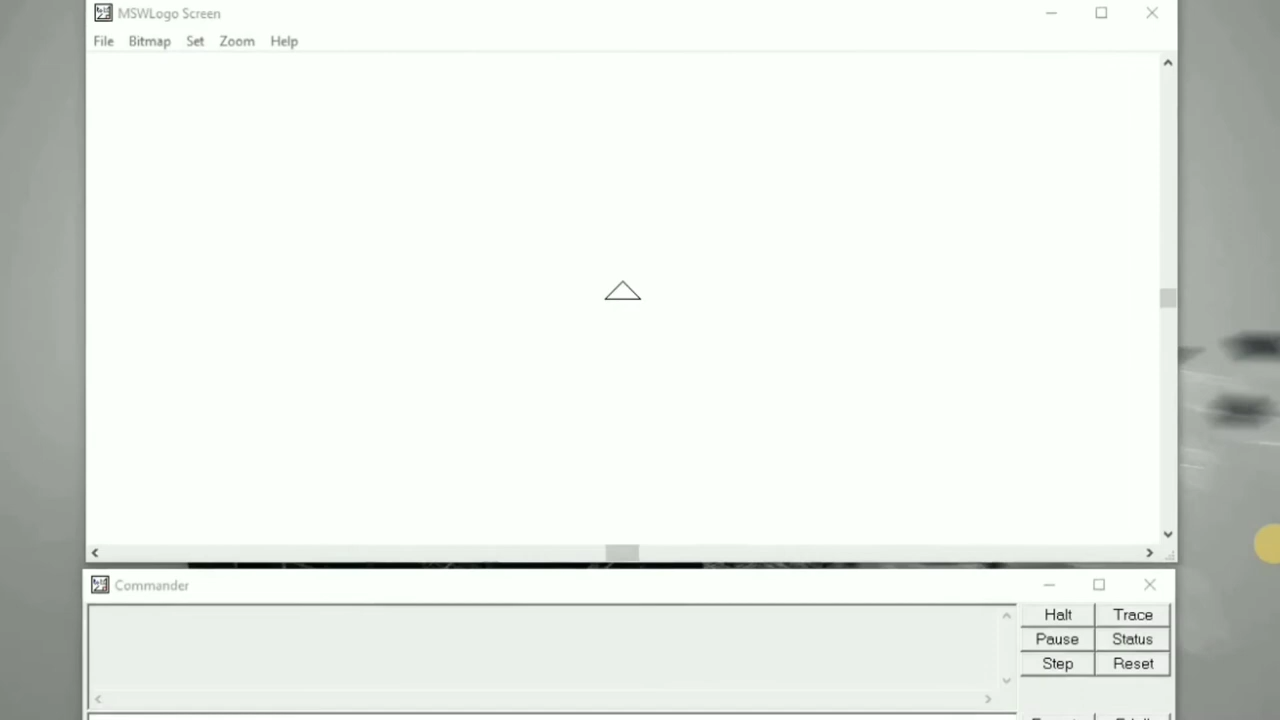 MSWLogo Screen
File Bitmap Set Zoom Help
Commander
Halt Trace
Pause Status
Step Reset